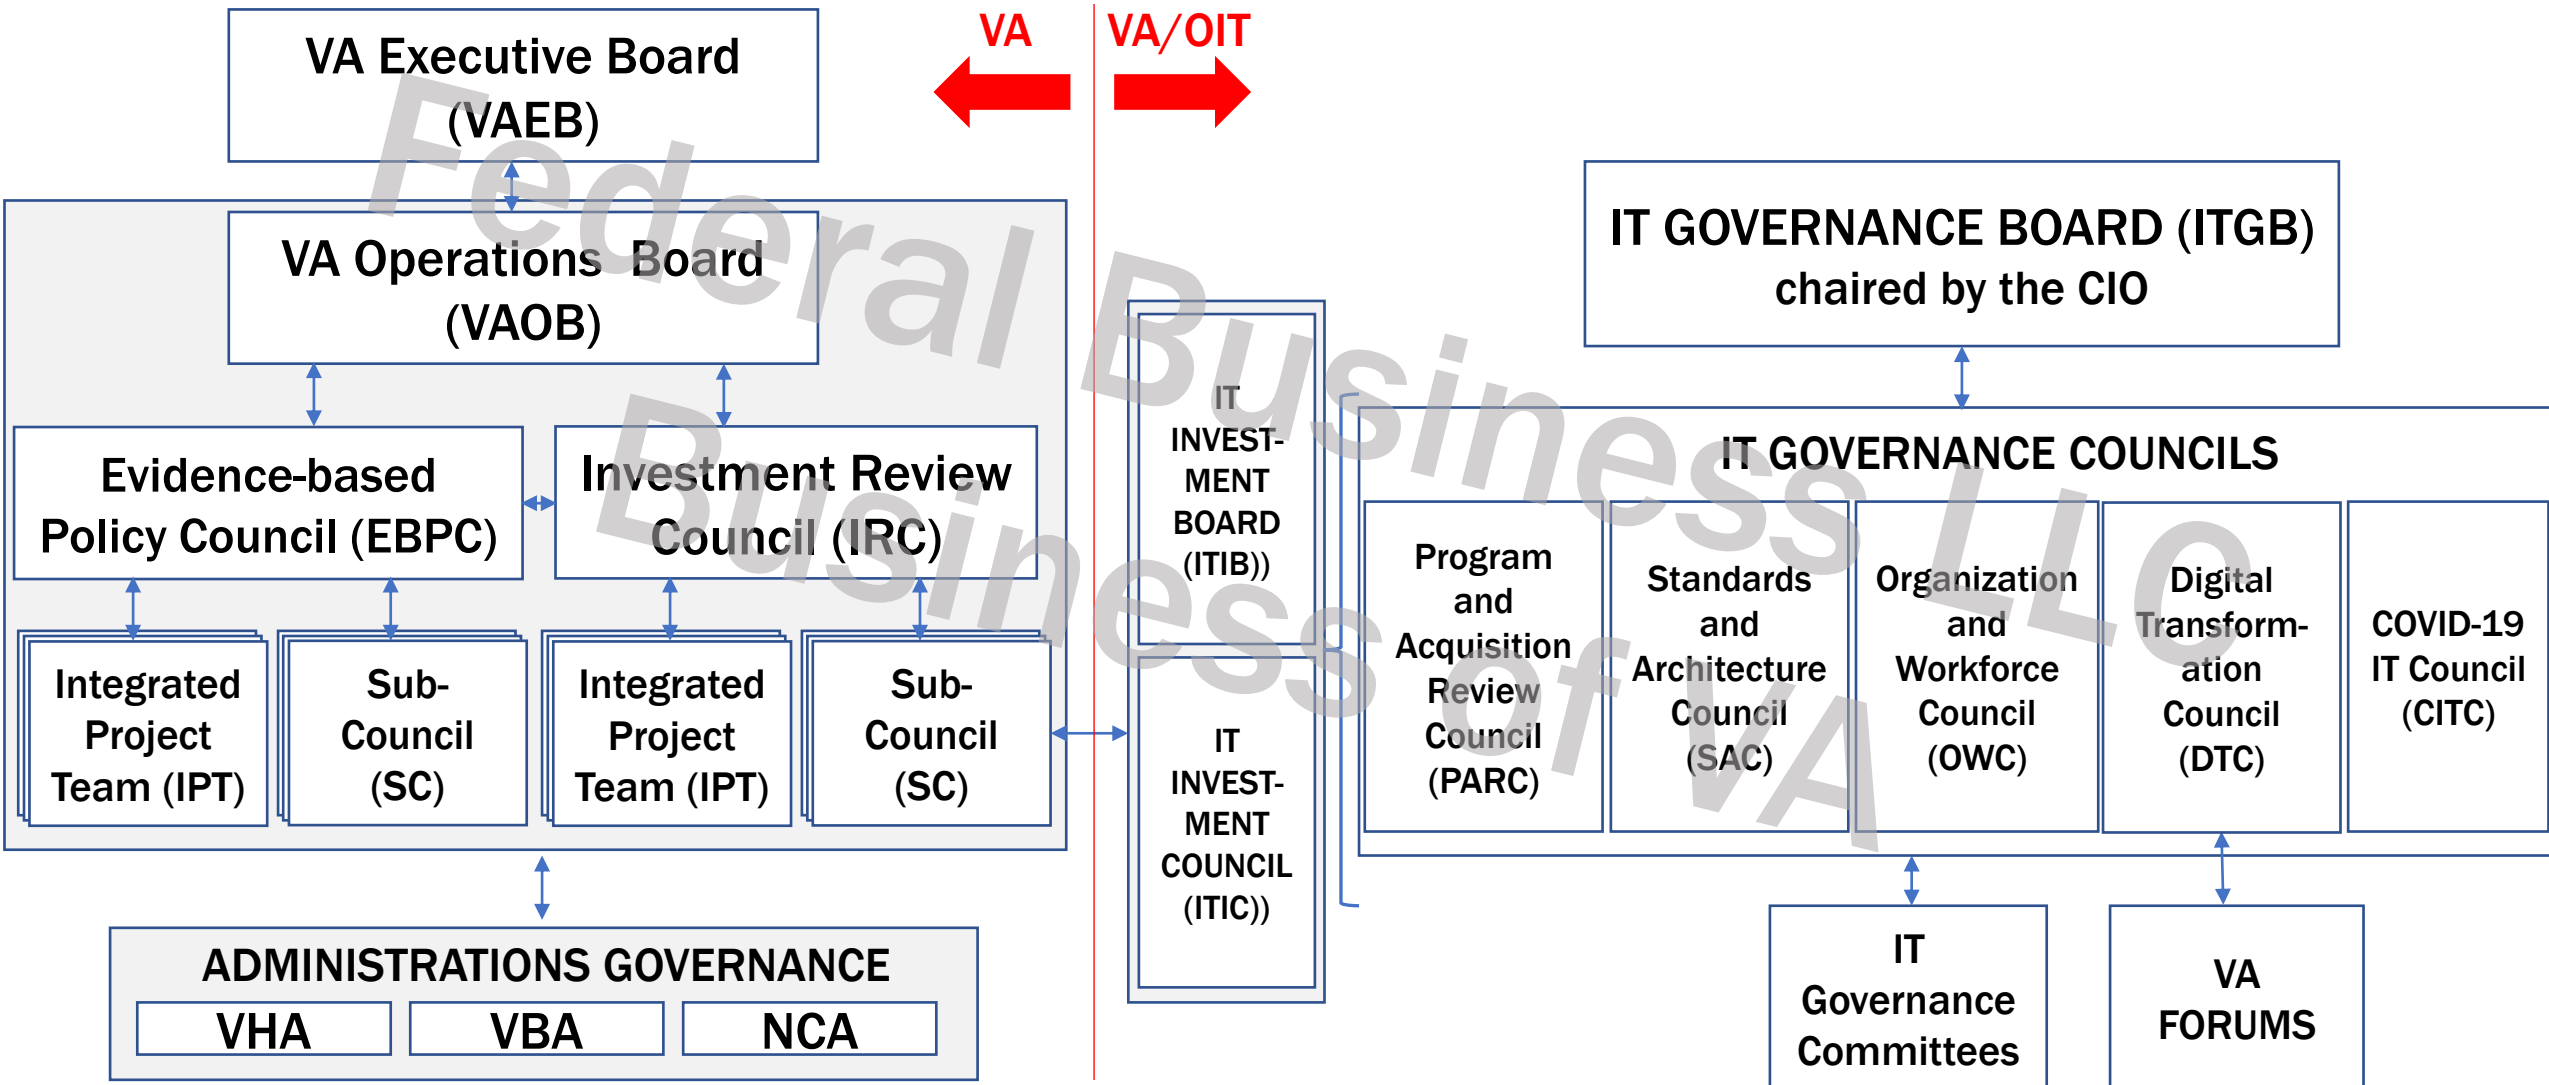 VA Executive Board
(VAEB)
VA
VA/OIT
VA Operations Board
(VAOB)
IT GOVERNANCE BOARD (ITGB)
chaired by the CIO
Evidence-based
Policy Council (EBPC)
Investment Review
Council (IRC)
Integrated
Project
Team (IPT)
Sub-
Council
(SC)
Integrated
Project
Team (IPT)
Sub-
Council
(SC)
ADMINISTRATIONS GOVERNANCE
VHA
VBA
NCA
IT
INVEST-
MENT
BOARD
(ITIB))
IT
INVEST-
MENT
COUNCIL
(ITIC))
IT GOVERNANCE COUNCILS
Program
and
Acquisition
Review
Council
(PARC)
Standards
and
Architecture
Council
(SAC)
Organization
and
Workforce
Council
(OWC)
Digital
Transform-
ation
Council
(DTC)
COVID-19
IT Council
(CITC)
IT
Governance
Committees
VA
FORUMS
Federal Business LLC
Business of VA